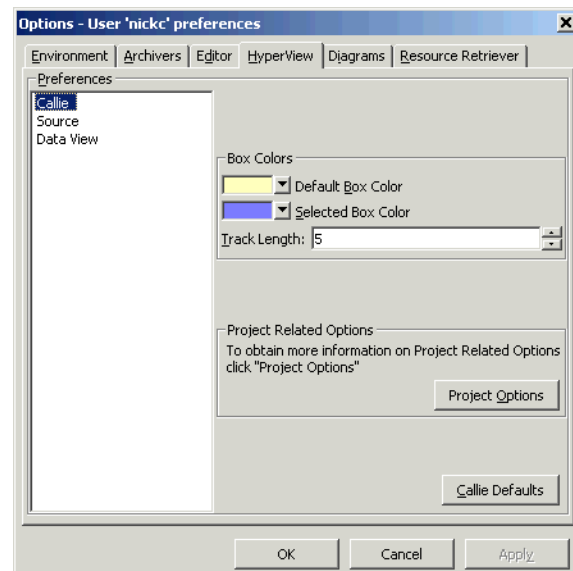 Options - User 'nickc' preferences
Environment Archivers Editor HyperView Diagrams Resource Retriever
Preferences
Callie
Source
Data View
Box Colors
Default Box Color
Selected Box Color
Track Length: 5
Project Related Options
To obtain more information on Project Related Options
click "Project Options"
Project Options
Callie Defaults
OK Cancel Apply